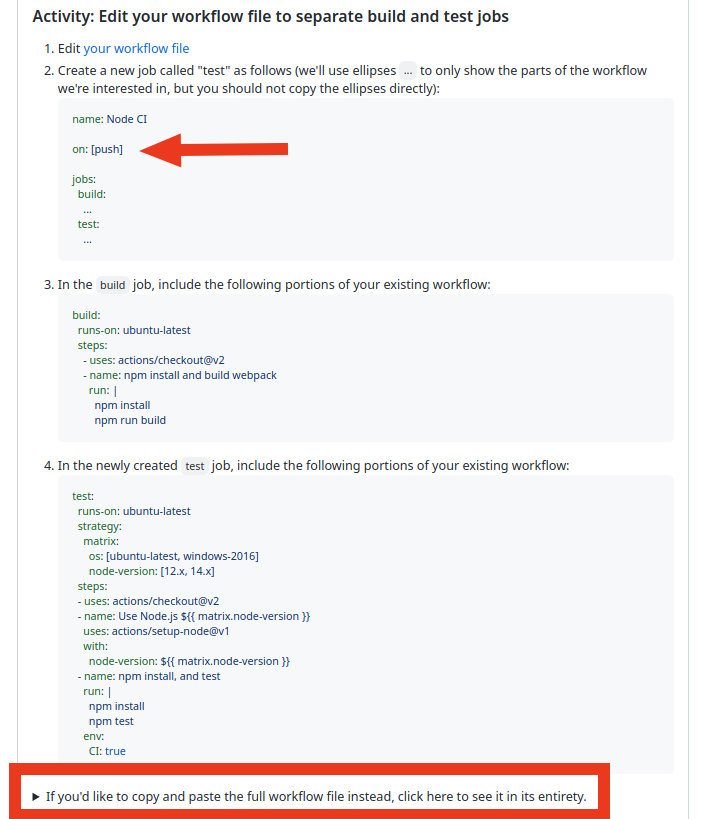 Activity: Edit your workflow file to separate build and test jobs
1. Edit your workflow file
2. Create a new job called "test" as follows (we'll use ellipses ... to only show the parts of the workflow
we're interested in, but you should not copy the ellipses directly):
name: Node CI
on: [push]
jobs:
build:
...
test:
...
3. In the build job, include the following portions of your existing workflow:
build:
runs-on: ubuntu-latest
steps:
- uses: actions/checkout@v2
- name: npm install and build webpack
run: |
npm install
npm run build
4. In the newly created test job, include the following portions of your existing workflow:
test:
runs-on: ubuntu-latest
strategy:
matrix:
os: [ubuntu-latest, windows-2016]
node-version: [12.x, 14.x]
steps:
- uses: actions/checkout@v2
- name: Use Node.js ${{ matrix.node-version }}
uses: actions/setup-node@v1
with:
node-version: ${{ matrix.node-version }}
- name: npm install, and test
run: |
npm install
npm test
env:
CI: true
▶ If you'd like to copy and paste the full workflow file instead, click here to see it in its entirety.